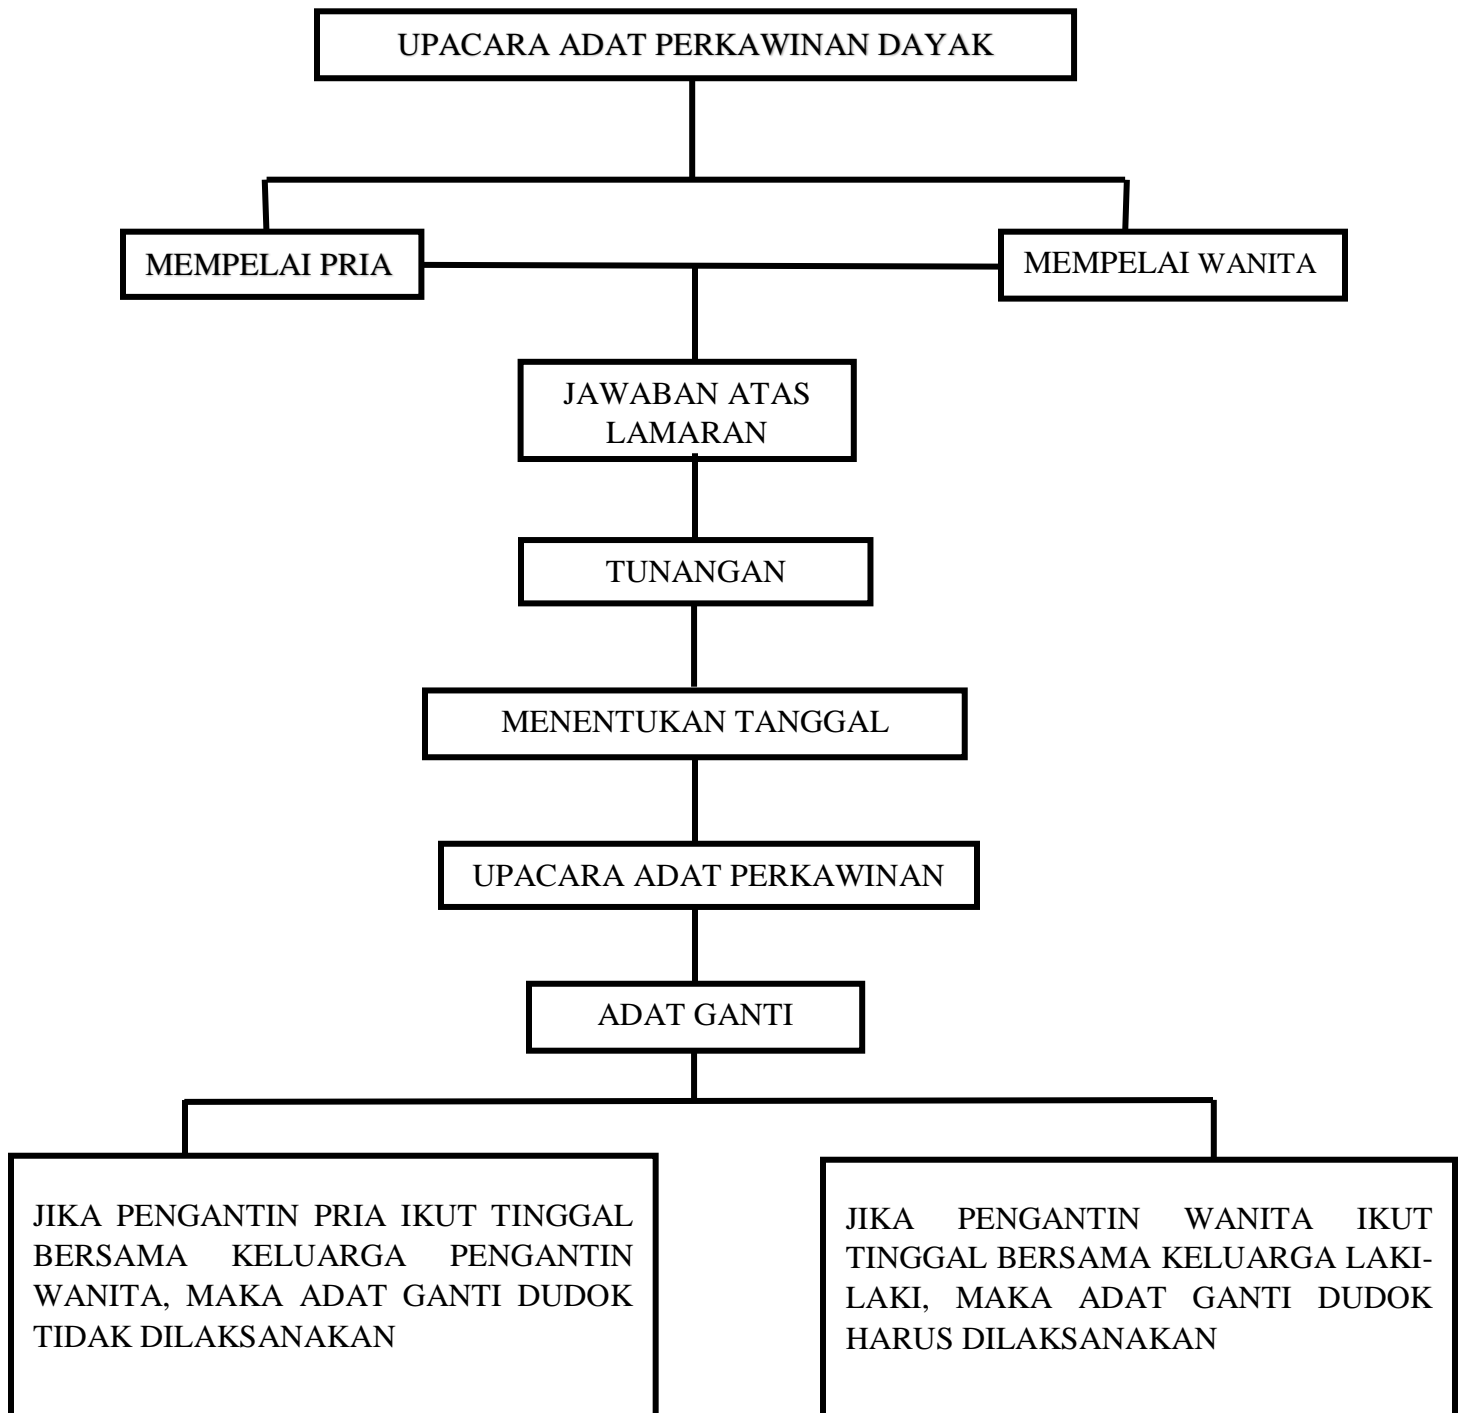 UPACARA ADAT PERKAWINAN DAYAK
MEMPELAI PRIA
MEMPELAI WANITA
JAWABAN ATAS
LAMARAN
TUNANGAN
MENENTUKAN TANGGAL
UPACARA ADAT PERKAWINAN
ADAT GANTI
JIKA PENGANTIN PRIA IKUT TINGGAL
BERSAMA KELUARGA PENGANTIN
WANITA, MAKA ADAT GANTI DUDOK
TIDAK DILAKSANAKAN
JIKA PENGANTIN WANITA IKUT
TINGGAL BERSAMA KELUARGA LAKI-
LAKI, MAKA ADAT GANTI DUDOK
HARUS DILAKSANAKAN